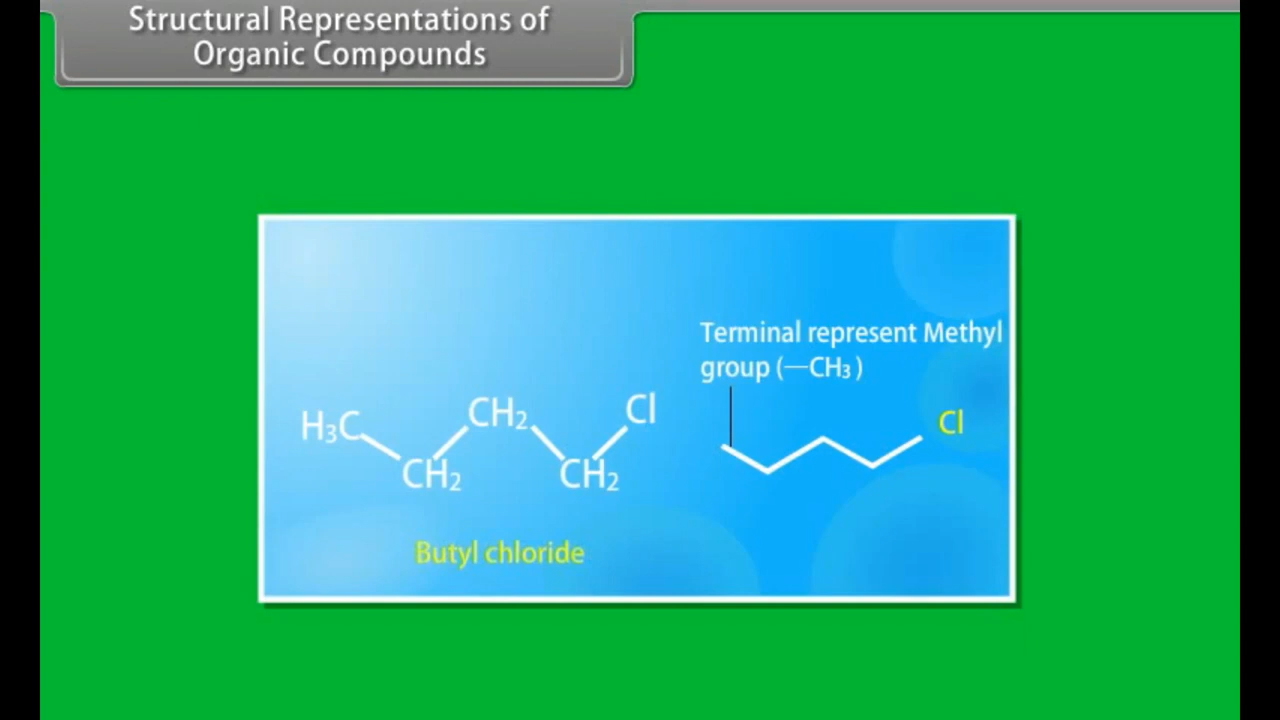 Structural Representations of
Organic Compounds
Terminal represent Methyl
group (—CH₃ )
H₃C
CH₂
CH₂
CH₂
Cl
Cl
Butyl chloride